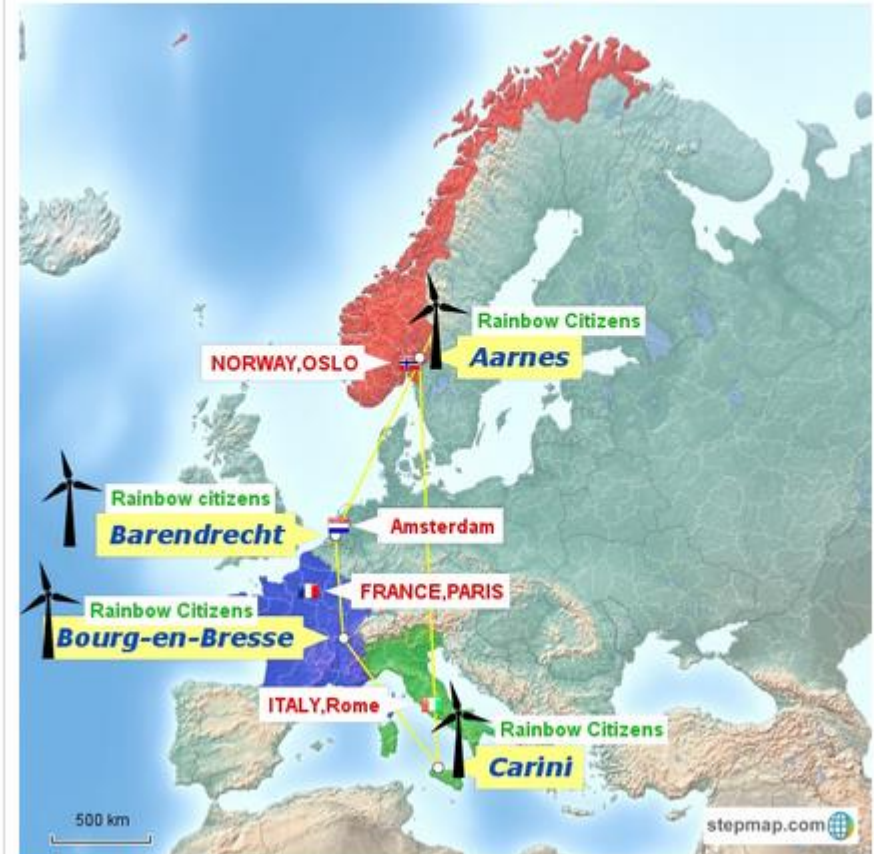 Rainbow Citizens
Aarnes
NORWAY,OSLO
Rainbow citizens
Barendrecht
Amsterdam
FRANCE,PARIS
Rainbow Citizens
Bourg-en-Bresse
ITALY,Rome
Rainbow Citizens
Carini
500 km
stepmap.com